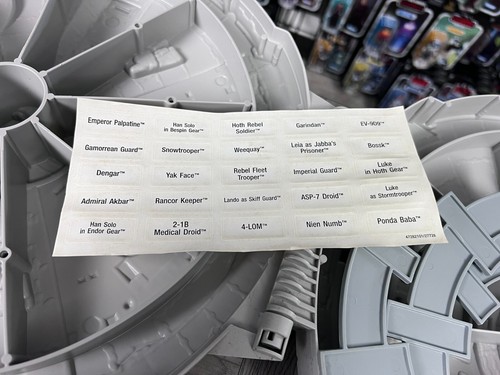 Emperor Palpatine™
Han Solo
in Bespin Gear™
Hoth Rebel
Soldier™
Garindan™
EV-9D9™
Gamorrean Guard™
Snowtrooper™
Weequay™
Leia as Jabba's
Prisoner™
Bossk™
Dengar™
Yak Face™
Rebel Fleet
Trooper™
Imperial Guard™
Luke
in Hoth Gear™
Admiral Akbar™
Rancor Keeper™
Lando as Skiff Guard™
ASP-7 Droid™
Luke
as Stormtrooper™
Han Solo
in Endor Gear™
2-1B
Medical Droid™
4-LOM™
Nien Numb™
Ponda Baba™